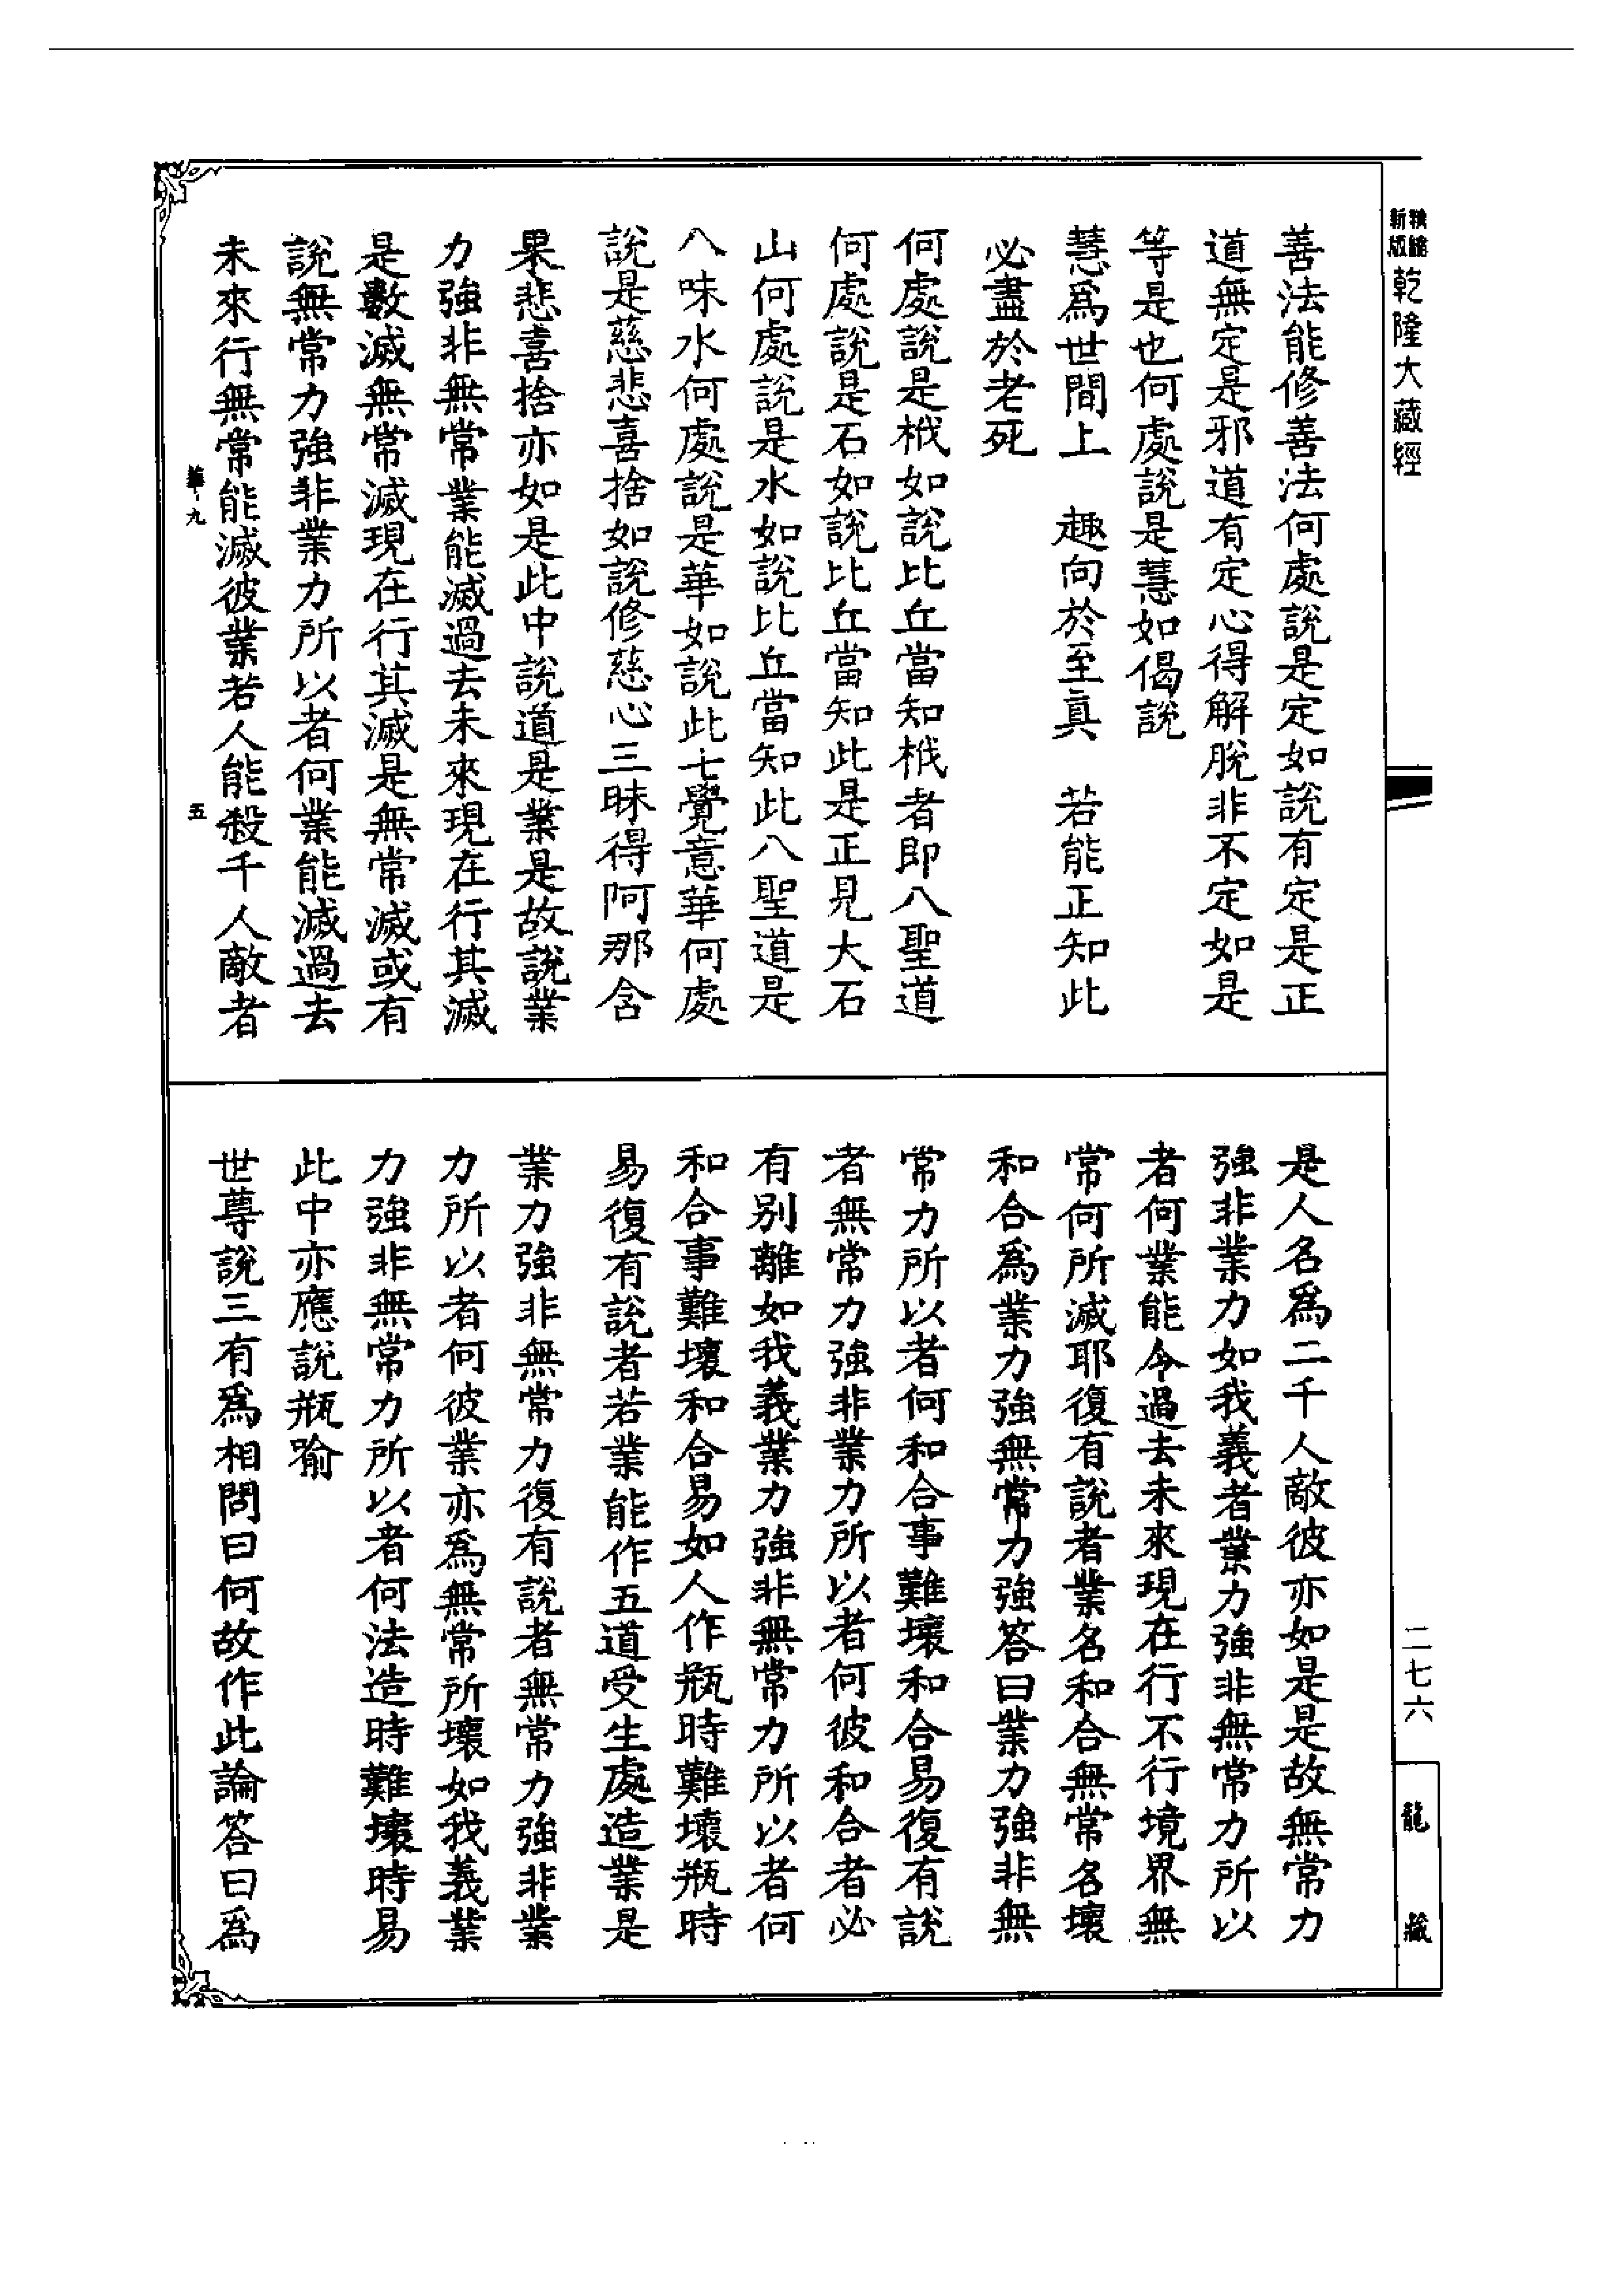 新版
精縮
乾隆大藏經
善法能修善法何處說是定如說有定是正
道無定是邪道有定心得解脫非不定如是
等是也何處說是慧如偈說
慧爲世間上　趣向於至真　若能正知此
必盡於老死
何處說是栰如說比丘當知栰者即八聖道
何處說是石如說比丘當知此是正見大石
山何處說是水如說比丘當知此八聖道是
八味水何處說是華如說此七覺意華何處
說是慈悲喜捨如說修慈心三昧得阿那含
果悲喜捨亦如是此中說道是業是故說業
力強非無常業能滅過去未來現在行其滅
是數滅無常滅現在行其滅是無常滅或有
說無常力強非業力所以者何業能滅過去
未來行無常能滅彼業若人能殺千人敵者
華九
五
是人名爲二千人敵彼亦如是是故無常力
強非業力如我義者業力強非無常力所以
者何業能令過去未來現在行不行境界無
常何所滅耶復有說者業名和合無常名壞
和合爲業力強無常力強答曰業力強非無
常力所以者何和合事難壞和合易復有說
者無常力強非業力所以者何彼和合者必
有別離如我義業力強非無常力所以者何
和合事難壞和合易如人作瓶時難壞瓶時
易復有說者若業能作五道受生處造業是
業力強非無常力復有說者無常力強非業
力所以者何彼業亦爲無常所壞如我義業
力強非無常力所以者何法造時難壞時易
此中亦應說瓶喻
世尊說三有爲相問曰何故作此論答曰爲
二七六
龍藏